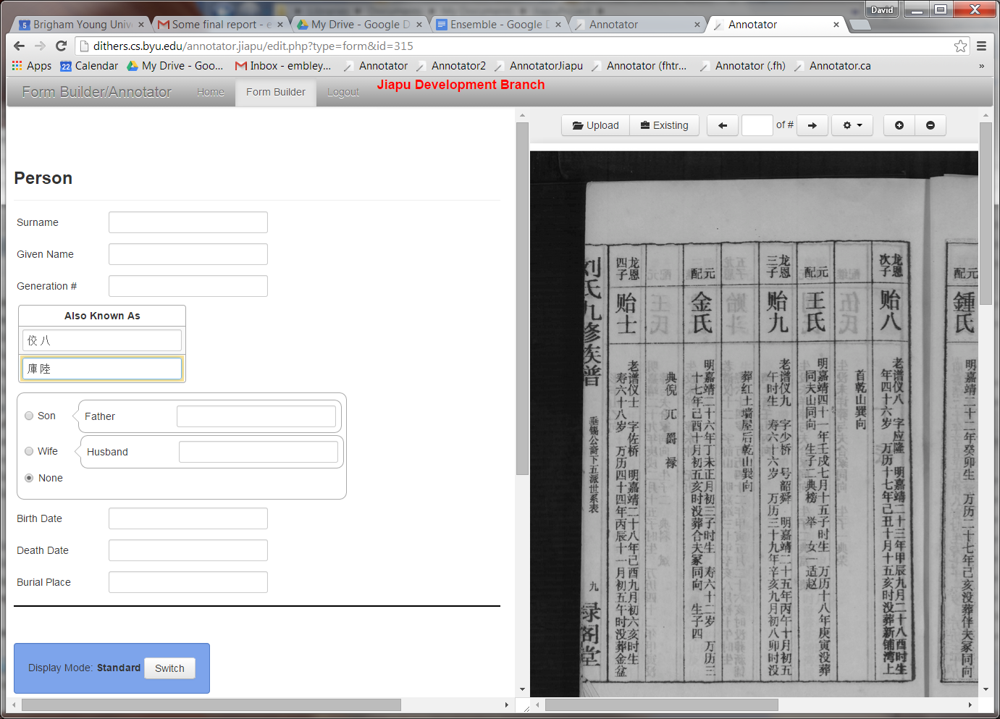 David
Brigham Young Univ
Some final report - e
My Drive - Google D
Ensemble - Google D
Annotator
Annotator
dithers.cs.byu.edu/annotator.jiapu/edit.php?type=form&id=315
Apps
Calendar
My Drive - Goo...
Inbox - embley...
Annotator
Annotator2
AnnotatorJiapu
Annotator (fhtr...
Annotator (.fh)
Annotator.ca
»
Form Builder/Annotator
Home
Form Builder
Logout
Jiapu Development Branch
Upload
Existing
of #
Person
Surname
Given Name
Generation #
Also Known As
佼 八
庫 陸
Son
Father
Wife
Husband
None
Birth Date
Death Date
Burial Place
Display Mode: Standard
Switch
元配
鍾氏
明嘉靖二十二年癸卯生 万历二十七年己亥没葬伴夫冢同向
龙恩次子
贻八
老谱仪八 字应隆 明嘉靖二十三年甲辰九月二十八酉时生
年四十六岁 万历十七年己丑十月十五亥时没葬新铺湾上
首乾山巽向
元配
王氏
明嘉靖四十一年壬戌七月十五子时生 万历十八年庚寅没葬
同夫山同向 生子二典榜 举 女一适赵
龙恩三子
贻九
老谱仪九 字少桥 号韶舜 明嘉靖二十五年丙午十月初五
午时生 寿六十六岁 万历三十九年辛亥九月初八卯时没
葬红土墙屋后乾山巽向
元配
金氏
明嘉靖二十六年丁未正月初三子时生 寿六十二岁 万历三
十七年己酉十月初五亥时没葬合夫冢同向 生子四
典倪 兀 爵 禄
龙恩四子
贻士
老谱仪士 字佐桥 明嘉靖二十八年己酉九月初六亥时生
寿六十八岁 万历四十四年丙辰十一月初五午时没葬金盆
刘氏九修族谱
垂锡公裔下五派世系表
九
禄阁堂